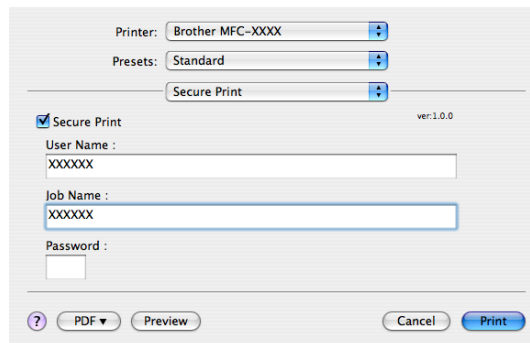 Printer: Brother MFC-XXXX
Presets: Standard
Secure Print
Secure Print
ver:1.0.0
User Name :
XXXXXX
Job Name :
XXXXXX
Password :
? PDF ▼ Preview Cancel Print